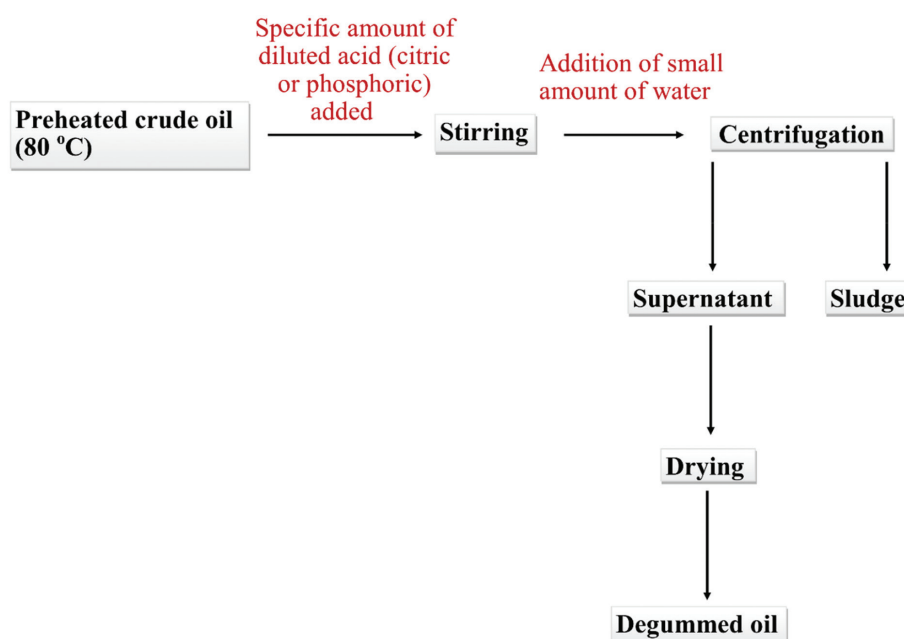 Specific amount of
diluted acid (citric
or phosphoric)
added
Addition of small
amount of water
Preheated crude oil
(80 °C)
Stirring
Centrifugation
Supernatant
Sludge
Drying
Degummed oil